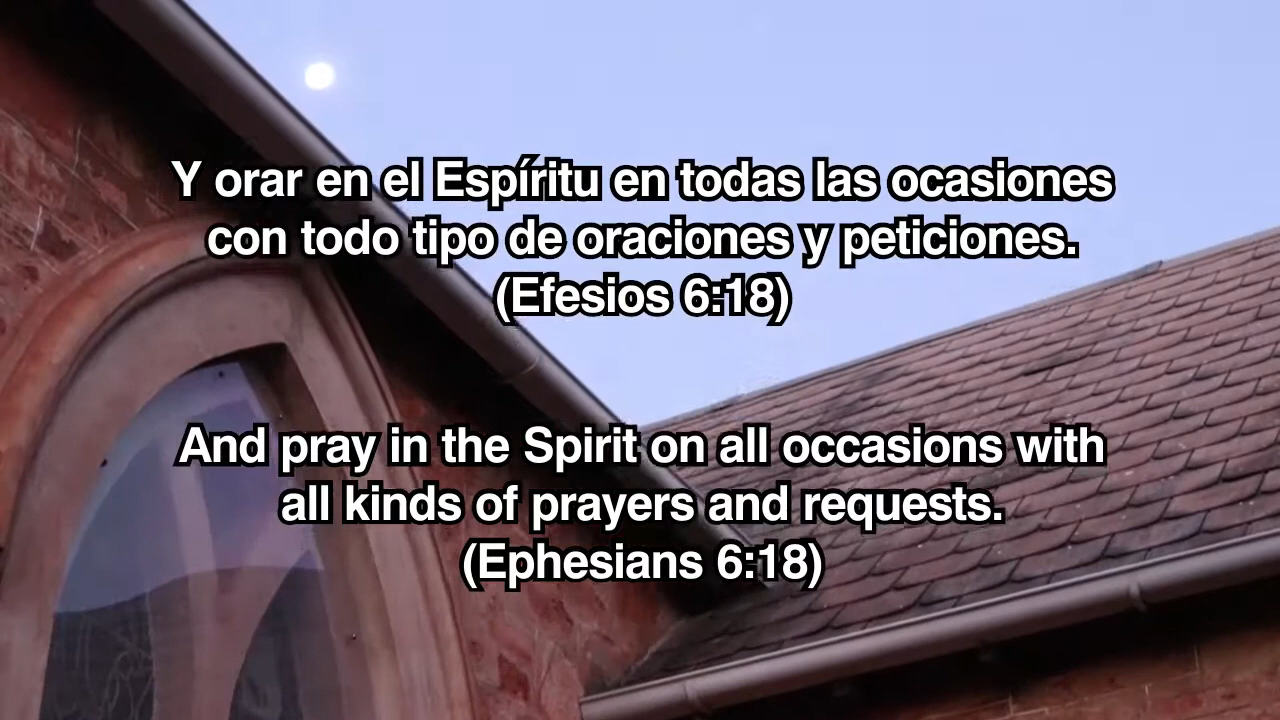 Y orar en el Espíritu en todas las ocasiones
con todo tipo de oraciones y peticiones.
(Efesios 6:18)
And pray in the Spirit on all occasions with
all kinds of prayers and requests.
(Ephesians 6:18)